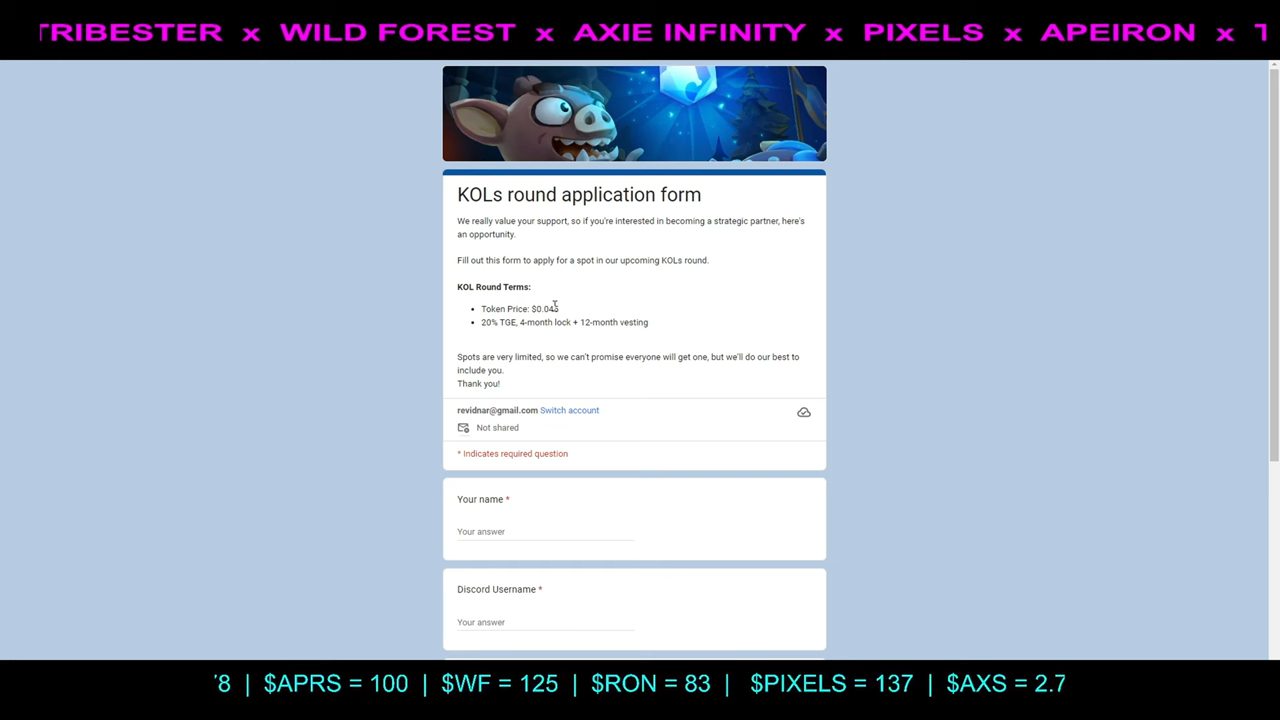 TRIBESTER x WILD FOREST x AXIE INFINITY x PIXELS x APEIRON x T
KOLs round application form
We really value your support, so if you're interested in becoming a strategic partner, here's
an opportunity.
Fill out this form to apply for a spot in our upcoming KOLs round.
KOL Round Terms:
• Token Price: $0.045
• 20% TGE, 4-month lock + 12-month vesting
Spots are very limited, so we can't promise everyone will get one, but we'll do our best to
include you.
Thank you!
revidnar@gmail.com Switch account
Not shared
* Indicates required question
Your name *
Your answer
Discord Username *
Your answer
8 | $APRS = 100 | $WF = 125 | $RON = 83 | $PIXELS = 137 | $AXS = 2.7